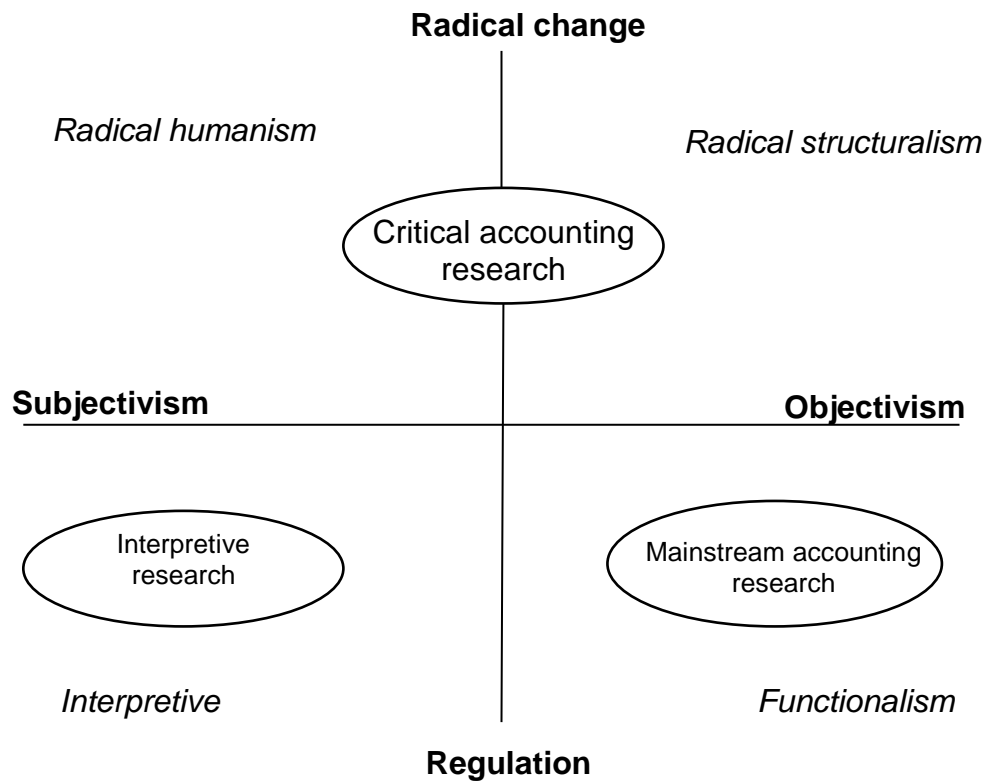 Radical change
Radical humanism
Radical structuralism
Critical accounting
research
Subjectivism
Objectivism
Interpretive
research
Mainstream accounting
research
Interpretive
Functionalism
Regulation